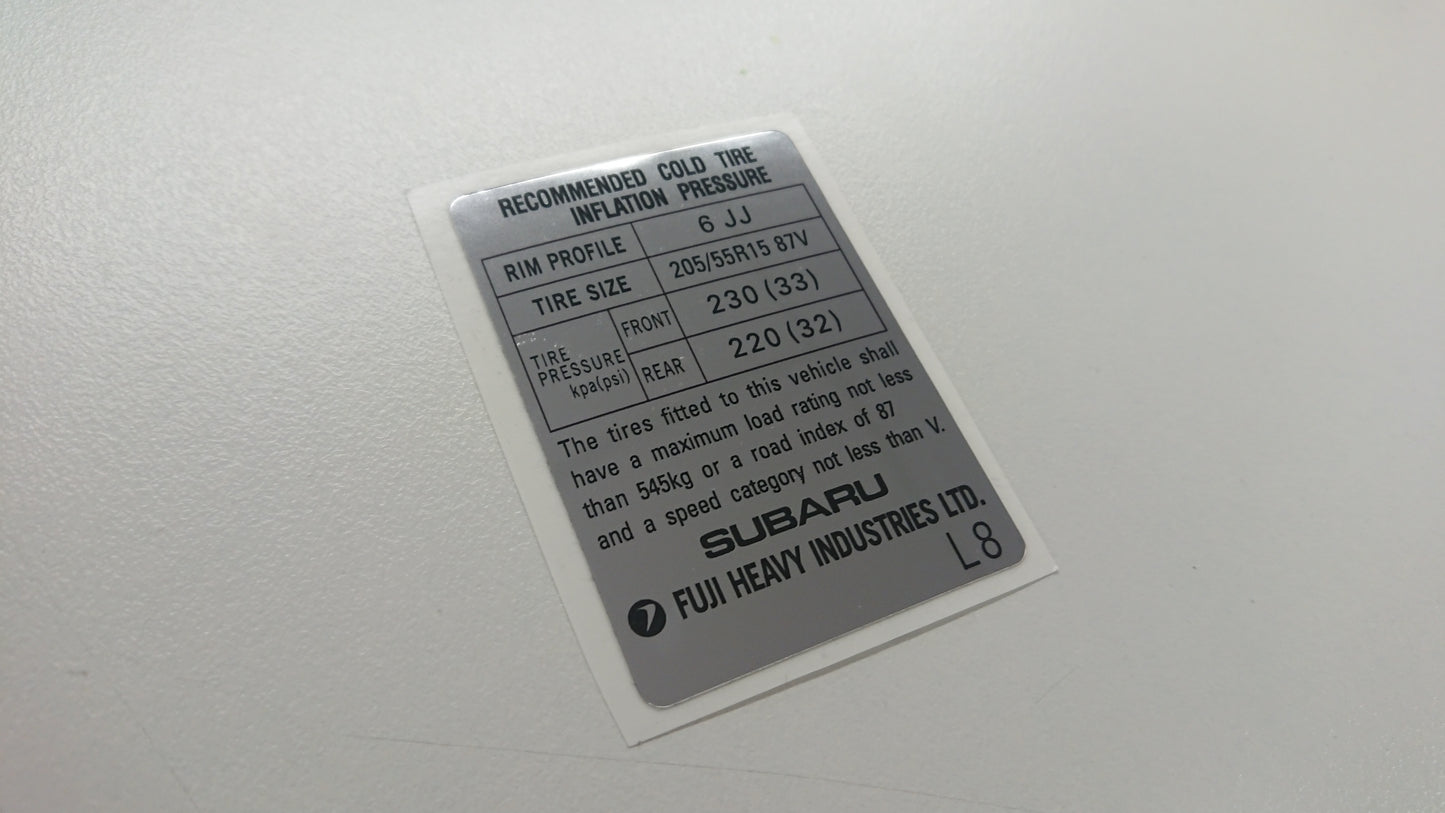 RECOMMENDED COLD TIRE
INFLATION PRESSURE
RIM PROFILE 6 JJ
TIRE SIZE 205/55R15 87V
TIRE PRESSURE kpa(psi) FRONT 230 (33)
REAR 220 (32)
The tires fitted to this vehicle shall
have a maximum load rating not less
than 545kg or a road index of 87
and a speed category not less than V.
SUBARU
FUJI HEAVY INDUSTRIES LTD.
L8